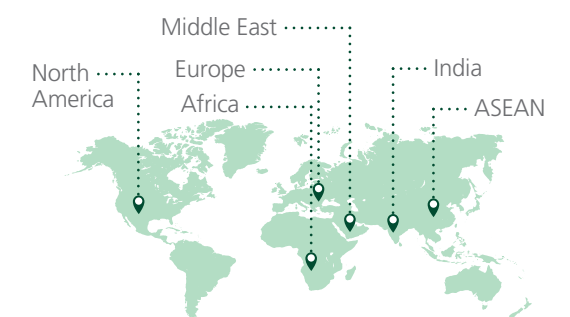 Middle East
Europe
Africa
North
America
India
ASEAN